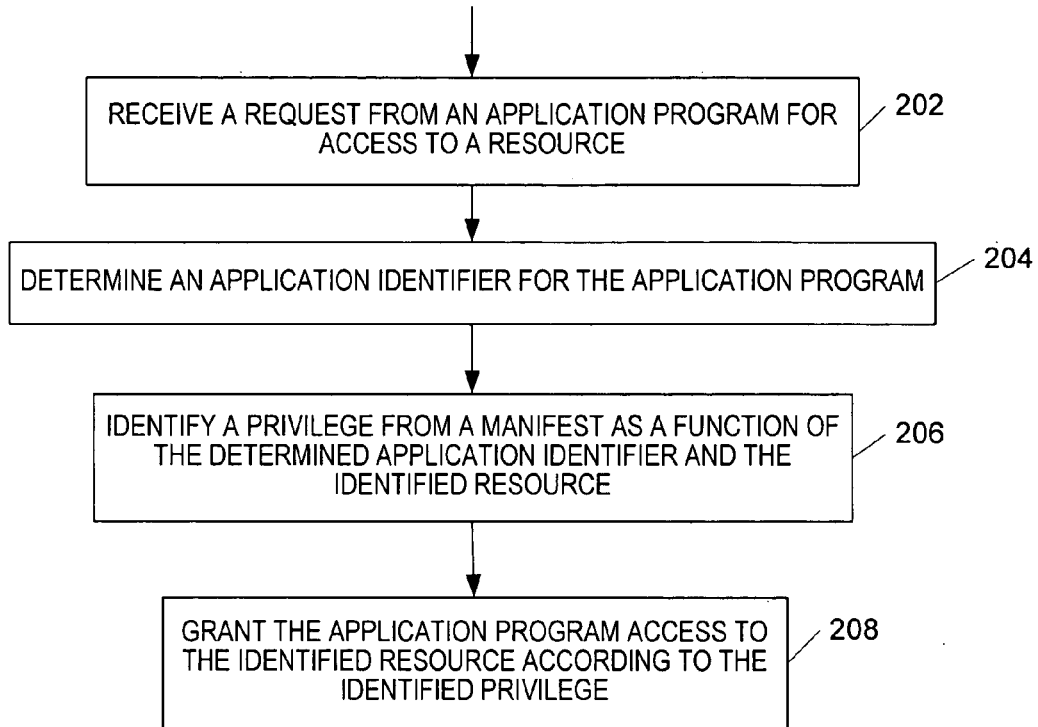 RECEIVE A REQUEST FROM AN APPLICATION PROGRAM FOR
ACCESS TO A RESOURCE
202
DETERMINE AN APPLICATION IDENTIFIER FOR THE APPLICATION PROGRAM
204
IDENTIFY A PRIVILEGE FROM A MANIFEST AS A FUNCTION OF
THE DETERMINED APPLICATION IDENTIFIER AND THE
IDENTIFIED RESOURCE
206
GRANT THE APPLICATION PROGRAM ACCESS TO
THE IDENTIFIED RESOURCE ACCORDING TO THE
IDENTIFIED PRIVILEGE
208